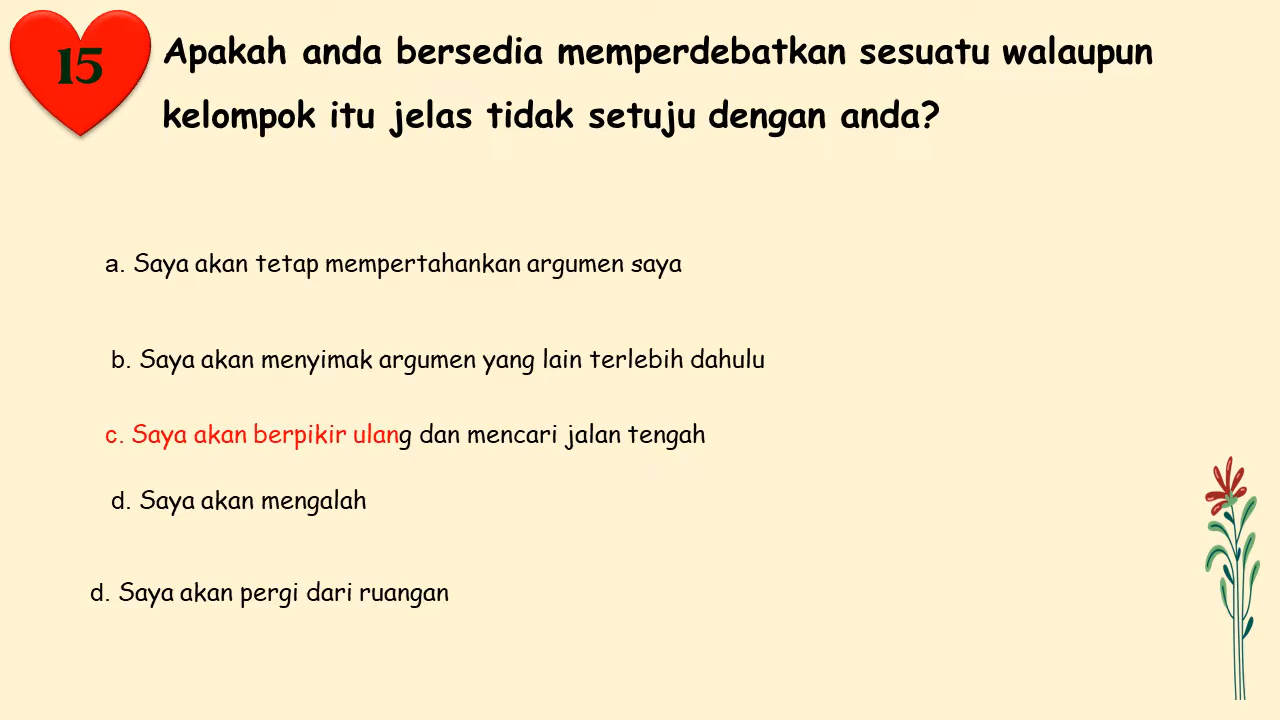 15
Apakah anda bersedia memperdebatkan sesuatu walaupun
kelompok itu jelas tidak setuju dengan anda?
a. Saya akan tetap mempertahankan argumen saya
b. Saya akan menyimak argumen yang lain terlebih dahulu
c. Saya akan berpikir ulang dan mencari jalan tengah
d. Saya akan mengalah
d. Saya akan pergi dari ruangan